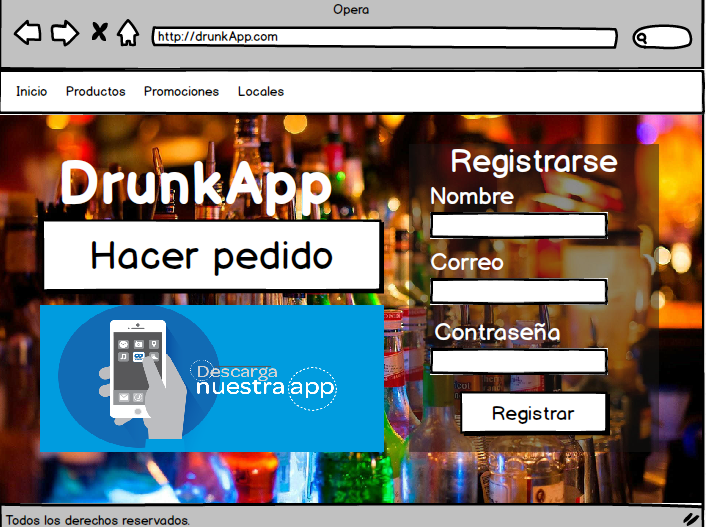 Opera
http://drunkApp.com
Inicio Productos Promociones Locales
DrunkApp
Hacer pedido
Descarga
nuestra app
Registrarse
Nombre
Correo
Contraseña
Registrar
Todos los derechos reservados.